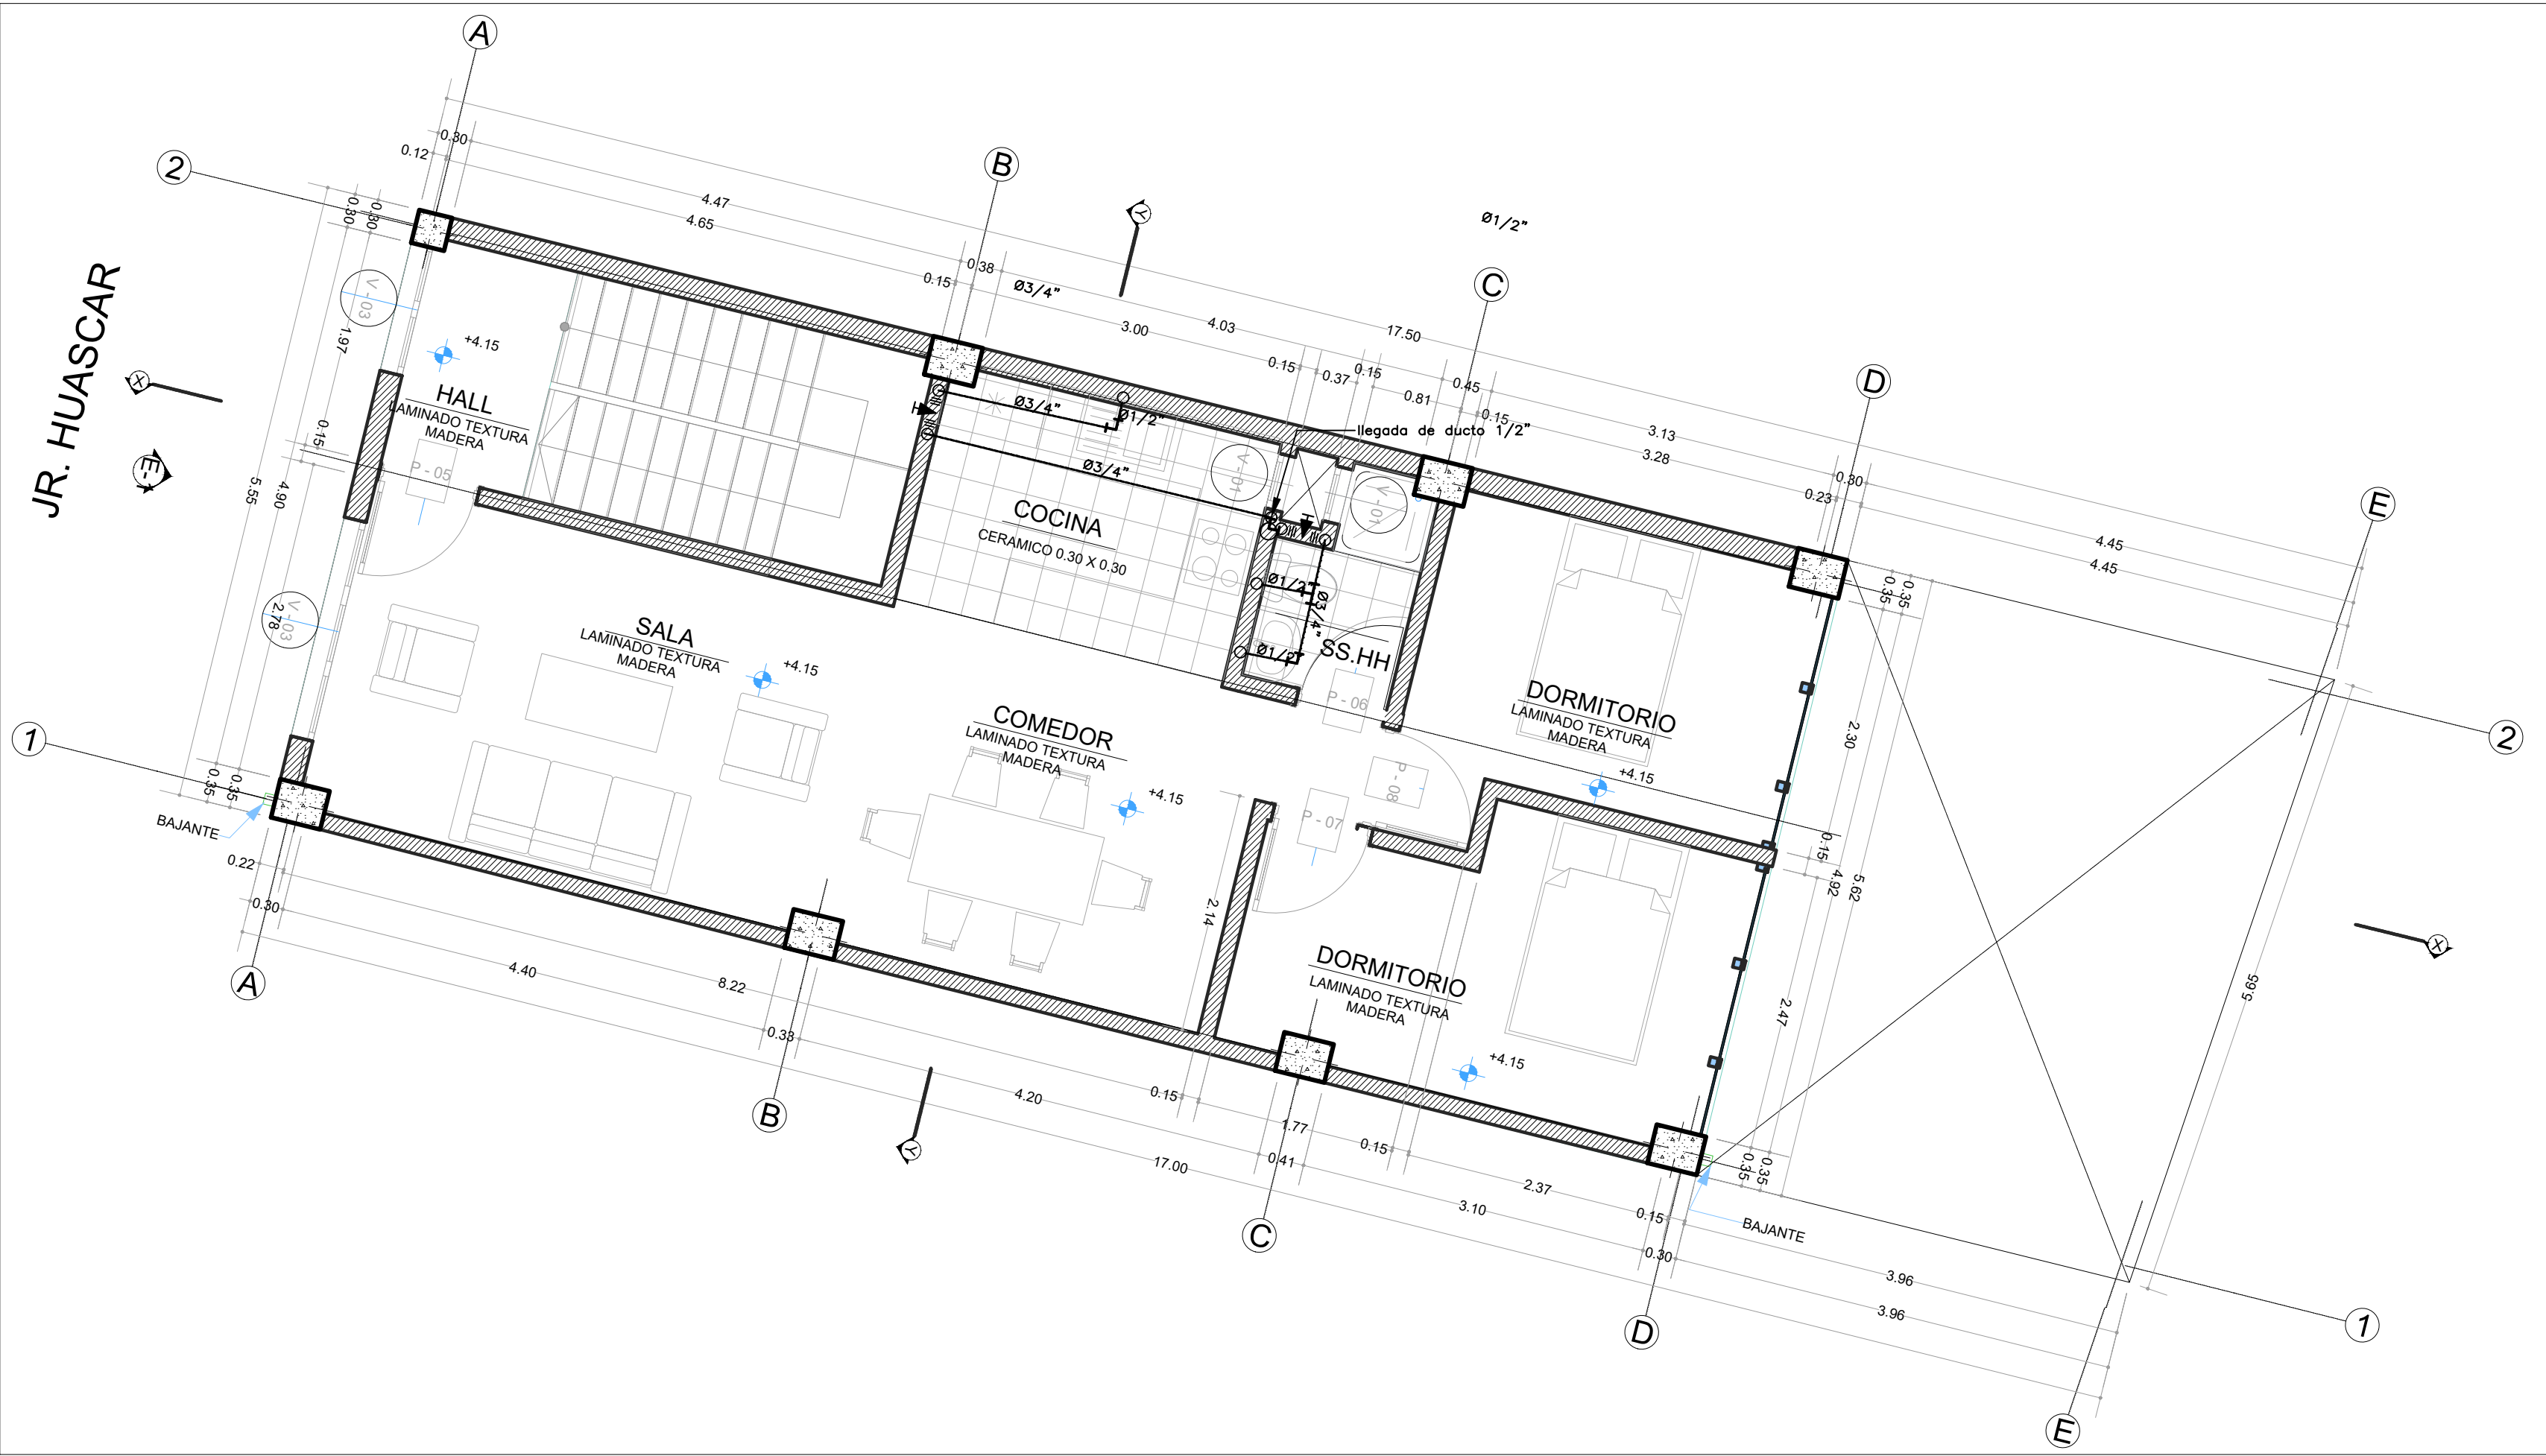 A
2
0.30
0.12
B
4.47
4.65
Y
Ø1/2"
0.80
0.80
0.38
0.15
Ø3/4"
C
4.03
3.00
17.50
V - 03
1.97
+4.15
0.15
0.37
0.15
0.81
0.45
0.15
D
JR. HUASCAR
X
HALL
LAMINADO TEXTURA
MADERA
H
Ø3/4"
Ø1/2"
llegada de ducto 1/2"
3.13
3.28
0.15
E-1
P - 05
Ø3/4"
V - 01
V - 01
0.30
0.23
E
5.55
4.90
COCINA
CERAMICO 0.30 X 0.30
H
4.45
4.45
Ø1/2"
Ø3/4"
0.35
0.35
V - 03
2.78
SALA
LAMINADO TEXTURA
MADERA
+4.15
Ø1/2"
SS.HH
P - 06
DORMITORIO
LAMINADO TEXTURA
MADERA
2.30
2
1
COMEDOR
LAMINADO TEXTURA
MADERA
+4.15
P - 08
+4.15
0.35
0.35
BAJANTE
P - 07
0.15
4.92
5.62
0.22
0.30
2.14
A
4.40
8.22
DORMITORIO
LAMINADO TEXTURA
MADERA
X
5.65
2.47
0.33
+4.15
B
Y
4.20
0.15
1.77
0.15
17.00
0.41
2.37
0.35
0.35
3.10
0.15
BAJANTE
C
0.30
3.96
3.96
D
1
E